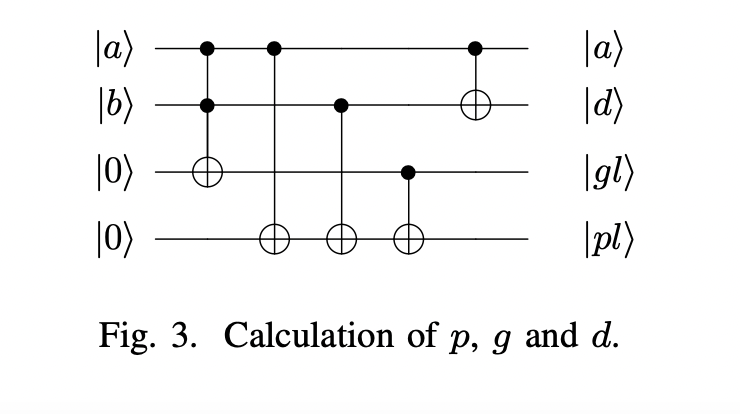 |a⟩ |a⟩
|b⟩ |d⟩
|0⟩ |gl⟩
|0⟩ |pl⟩
Fig. 3. Calculation of p, g and d.